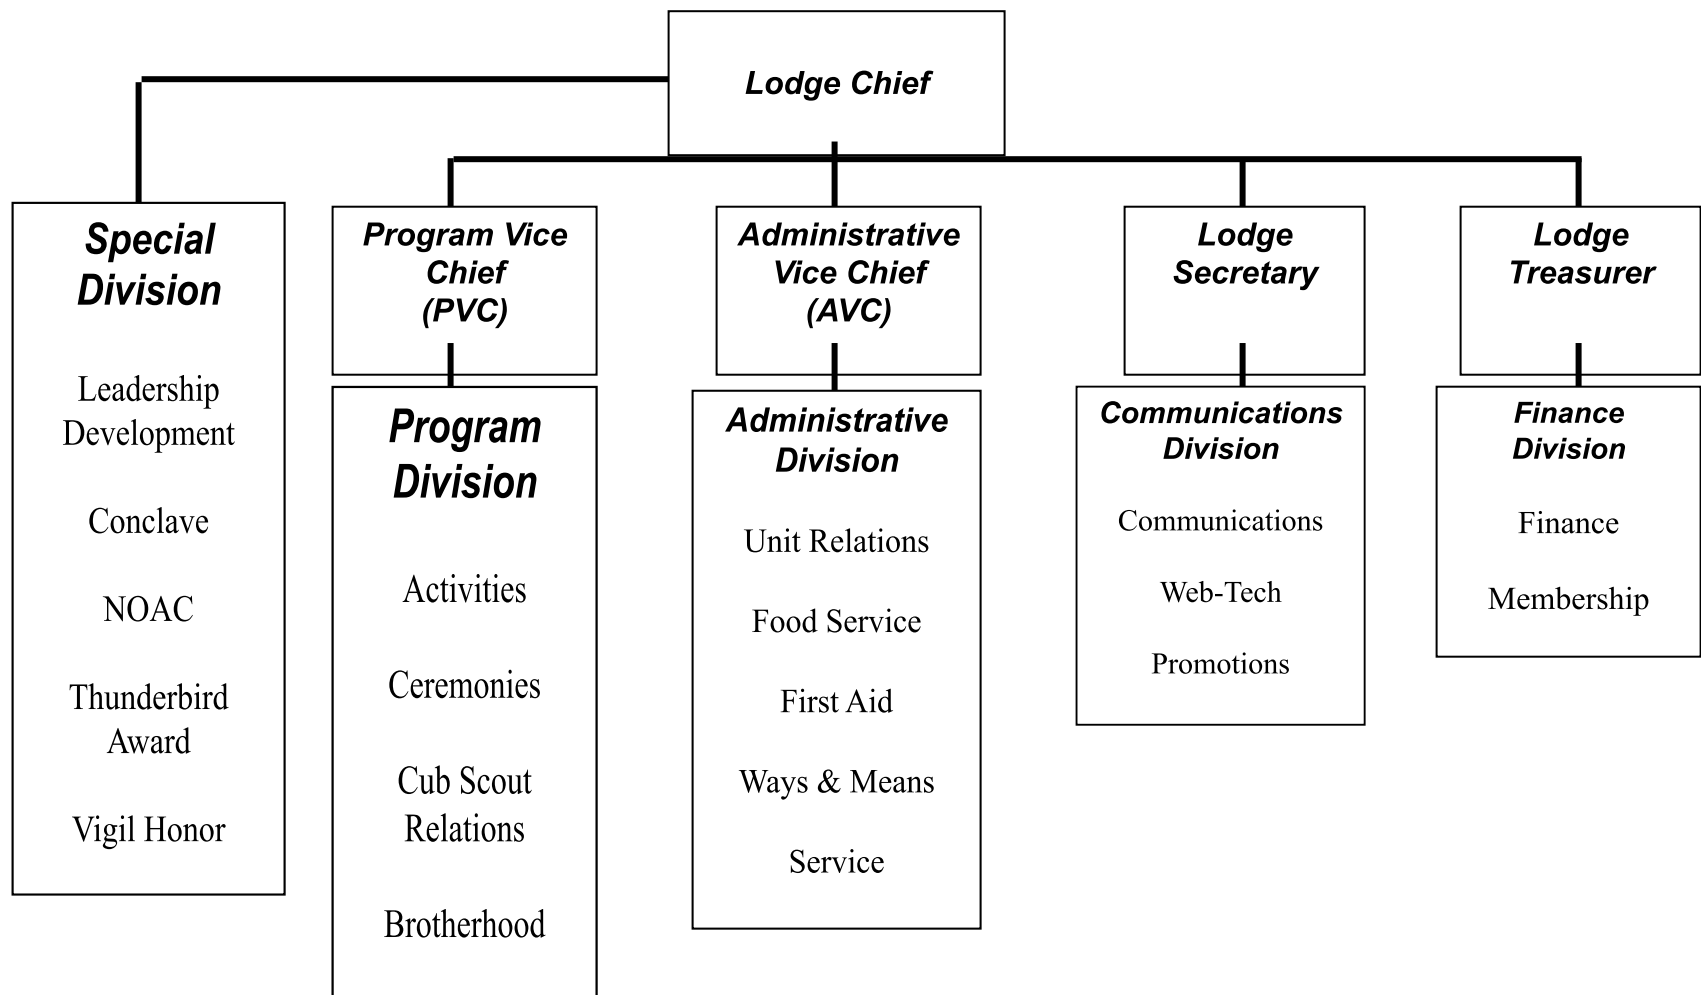 Lodge Chief
Special
Division
Leadership
Development
Conclave
NOAC
Thunderbird
Award
Vigil Honor
Program Vice
Chief
(PVC)
Program
Division
Activities
Ceremonies
Cub Scout
Relations
Brotherhood
Administrative
Vice Chief
(AVC)
Administrative
Division
Unit Relations
Food Service
First Aid
Ways & Means
Service
Lodge
Secretary
Communications
Division
Communications
Web-Tech
Promotions
Lodge
Treasurer
Finance
Division
Finance
Membership